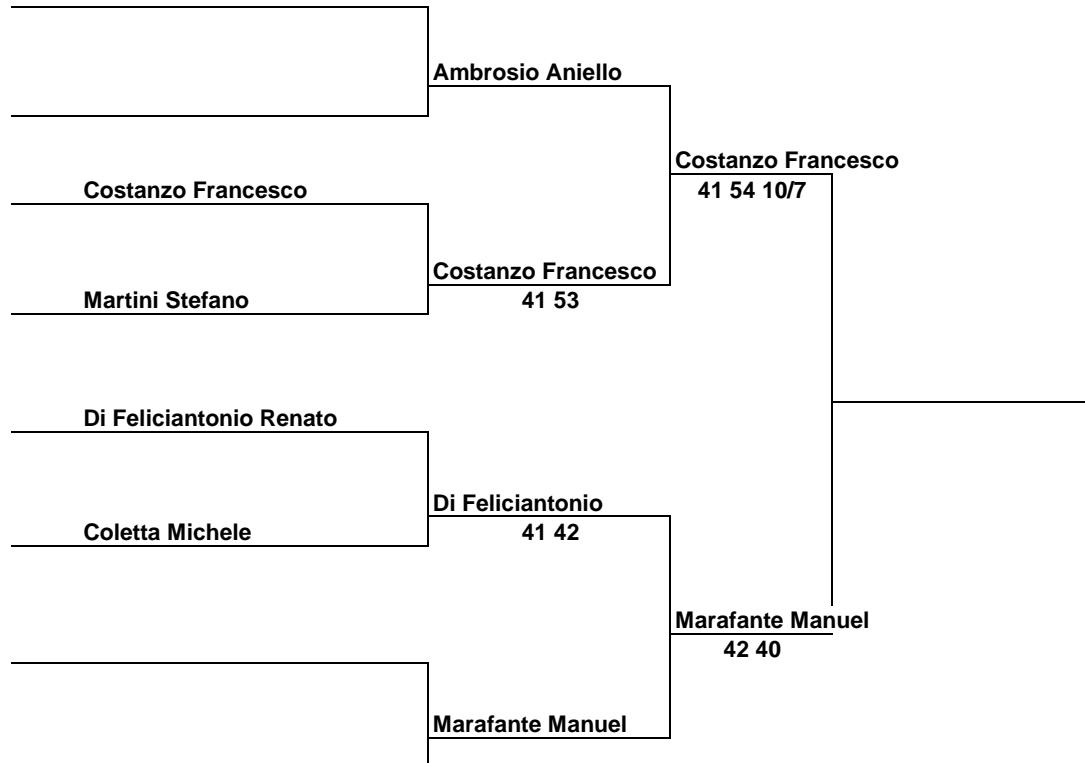 Ambrosio Aniello
Costanzo Francesco
Costanzo Francesco
41 54 10/7
Costanzo Francesco
Martini Stefano
41 53
Di Feliciantonio Renato
Di Feliciantonio
Coletta Michele
41 42
Marafante Manuel
42 40
Marafante Manuel